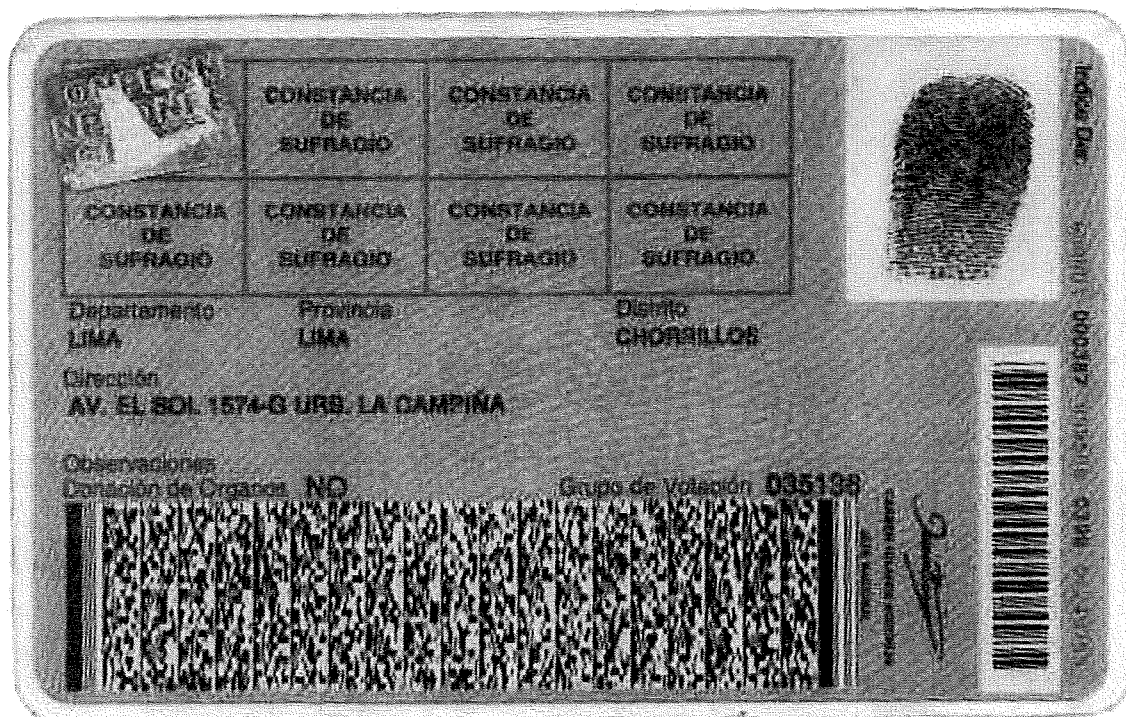 CONSTANCIA CONSTANCIA CONSTANCIA
DE DE DE
SUFRAGIO SUFRAGIO SUFRAGIO
CONSTANCIA CONSTANCIA CONSTANCIA CONSTANCIA
DE DE DE DE
SUFRAGIO SUFRAGIO SUFRAGIO SUFRAGIO
Departamento Provincia Distrito
LIMA LIMA CHORRILLOS
Dirección
AV. EL SOL 1574-G URB. LA CAMPIÑA
Observaciones
Donación de Organos NO Grupo de Votación 035138
Indice Der.
000387